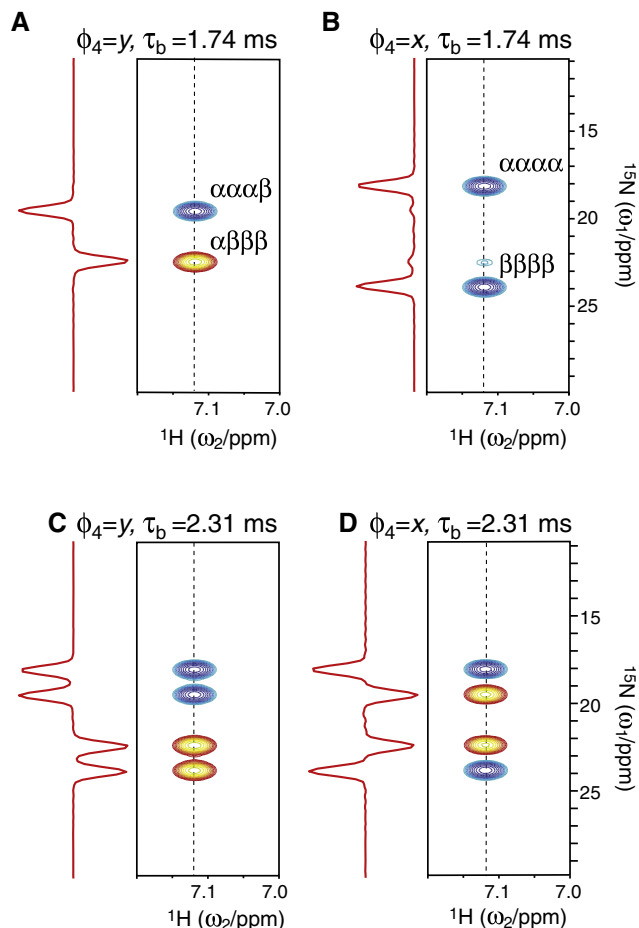 A
ϕ4=y, τb=1.74 ms
αααβ
αβββ
7.1
7.0
1H (ω2/ppm)
B
ϕ4=x, τb=1.74 ms
αααα
ββββ
15
20
25
15N (ω1/ppm)
7.1
7.0
1H (ω2/ppm)
C
ϕ4=y, τb=2.31 ms
7.1
7.0
1H (ω2/ppm)
D
ϕ4=x, τb=2.31 ms
15
20
25
15N (ω1/ppm)
7.1
7.0
1H (ω2/ppm)